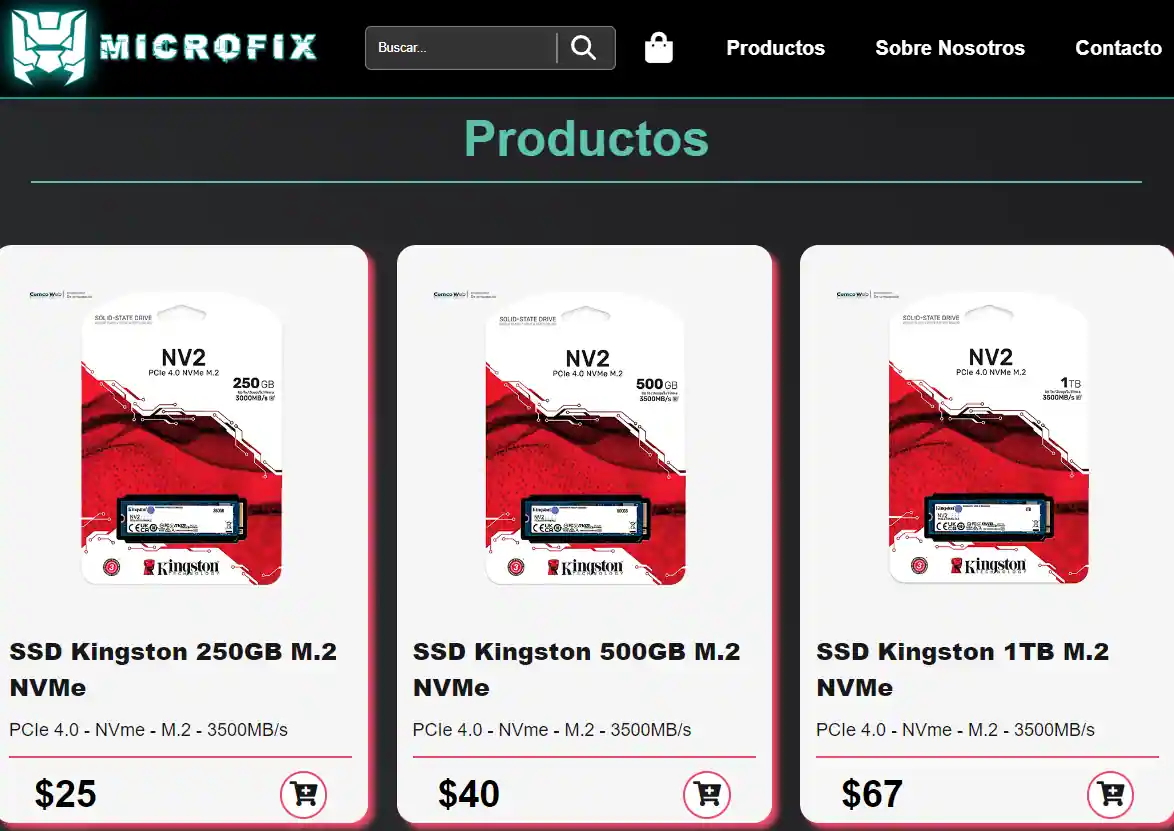 MICROFIX
Buscar...
Productos
Sobre Nosotros
Contacto
Productos
SOLID-STATE DRIVE
NV2
PCIe 4.0 NVMe M.2
250GB
3000MB/s
Kingston
TECHNOLOGY
SSD Kingston 250GB M.2
NVMe
PCIe 4.0 - NVme - M.2 - 3500MB/s
$25
SOLID-STATE DRIVE
NV2
PCIe 4.0 NVMe M.2
500GB
3500MB/s
Kingston
TECHNOLOGY
SSD Kingston 500GB M.2
NVMe
PCIe 4.0 - NVme - M.2 - 3500MB/s
$40
SOLID-STATE DRIVE
NV2
PCIe 4.0 NVMe M.2
1TB
3500MB/s
Kingston
TECHNOLOGY
SSD Kingston 1TB M.2
NVMe
PCIe 4.0 - NVme - M.2 - 3500MB/s
$67